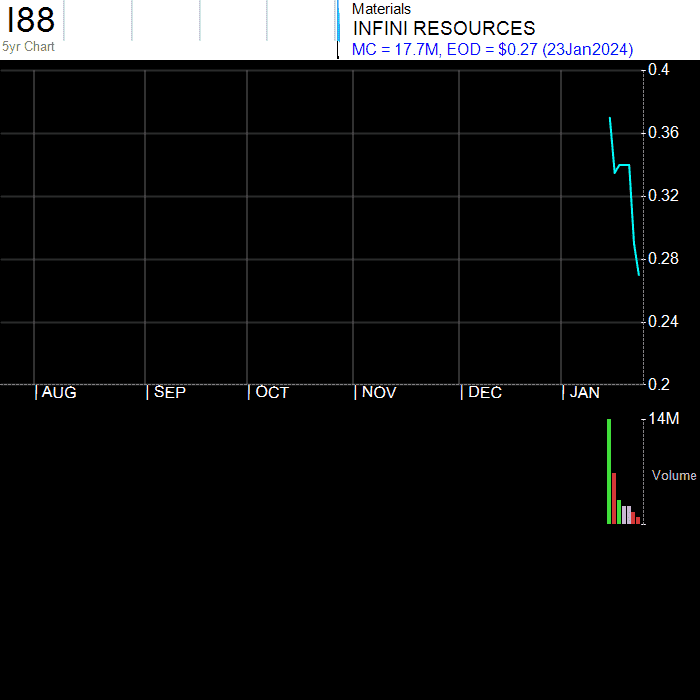 I88
5yr Chart
Materials
INFINI RESOURCES
MC = 17.7M, EOD = $0.27 (23Jan2024)
0.4
0.36
0.32
0.28
0.24
0.2
| AUG | SEP | OCT | NOV | DEC | JAN
14M
Volume